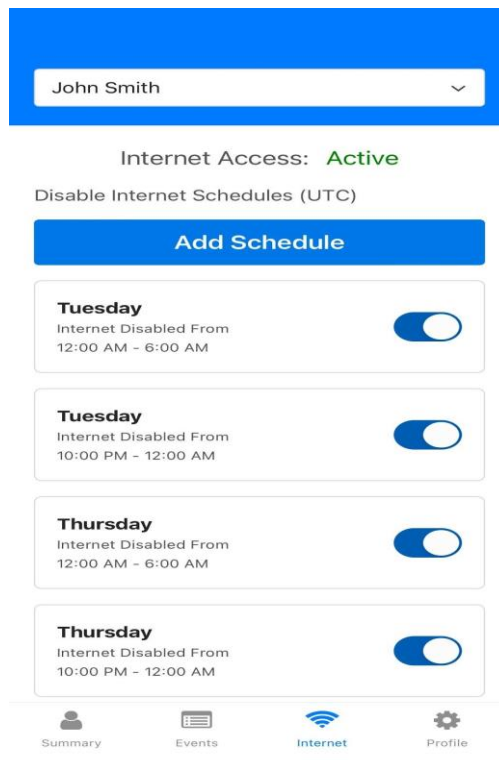 John Smith
Internet Access: Active
Disable Internet Schedules (UTC)
Add Schedule
Tuesday
Internet Disabled From
12:00 AM - 6:00 AM
Tuesday
Internet Disabled From
10:00 PM - 12:00 AM
Thursday
Internet Disabled From
12:00 AM - 6:00 AM
Thursday
Internet Disabled From
10:00 PM - 12:00 AM
Summary Events Internet Profile